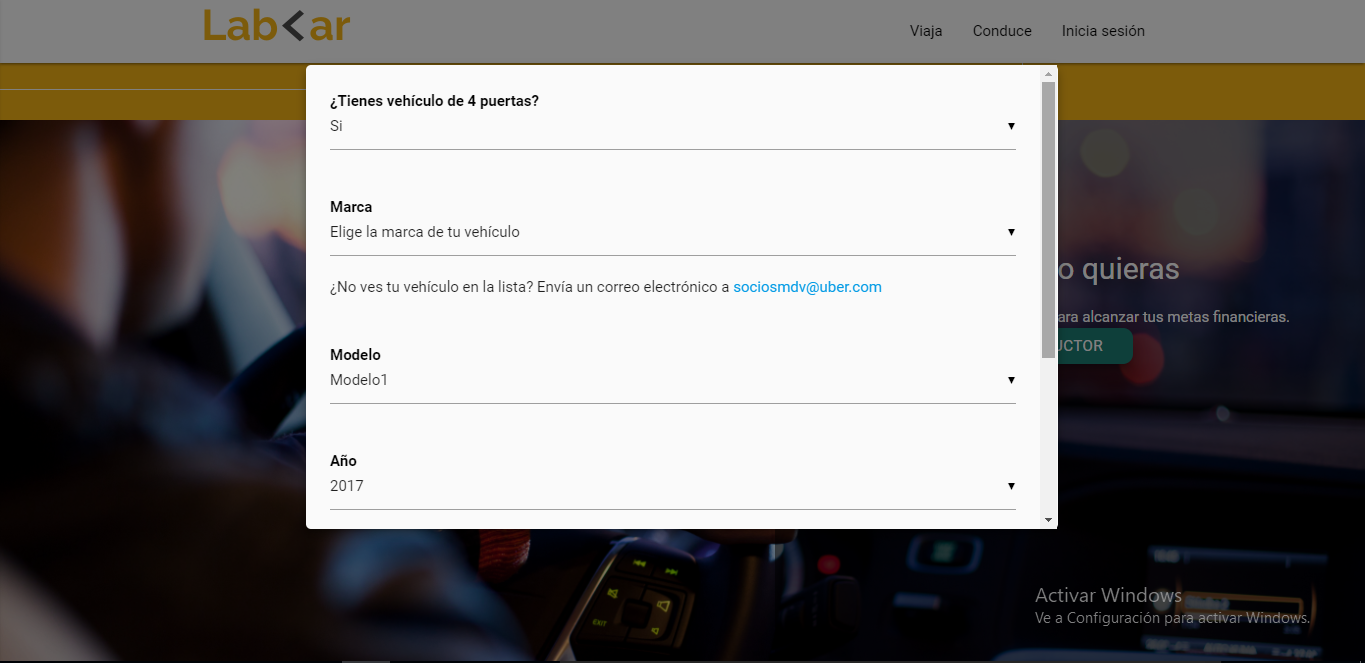 Lab<ar
Viaja
Conduce
Inicia sesión
¿Tienes vehículo de 4 puertas?
Si
Marca
Elige la marca de tu vehículo
¿No ves tu vehículo en la lista? Envía un correo electrónico a sociosmdv@uber.com
Modelo
Modelo1
Año
2017
o quieras
ara alcanzar tus metas financieras.
UCTOR
EXIT
Activar Windows
Ve a Configuración para activar Windows.